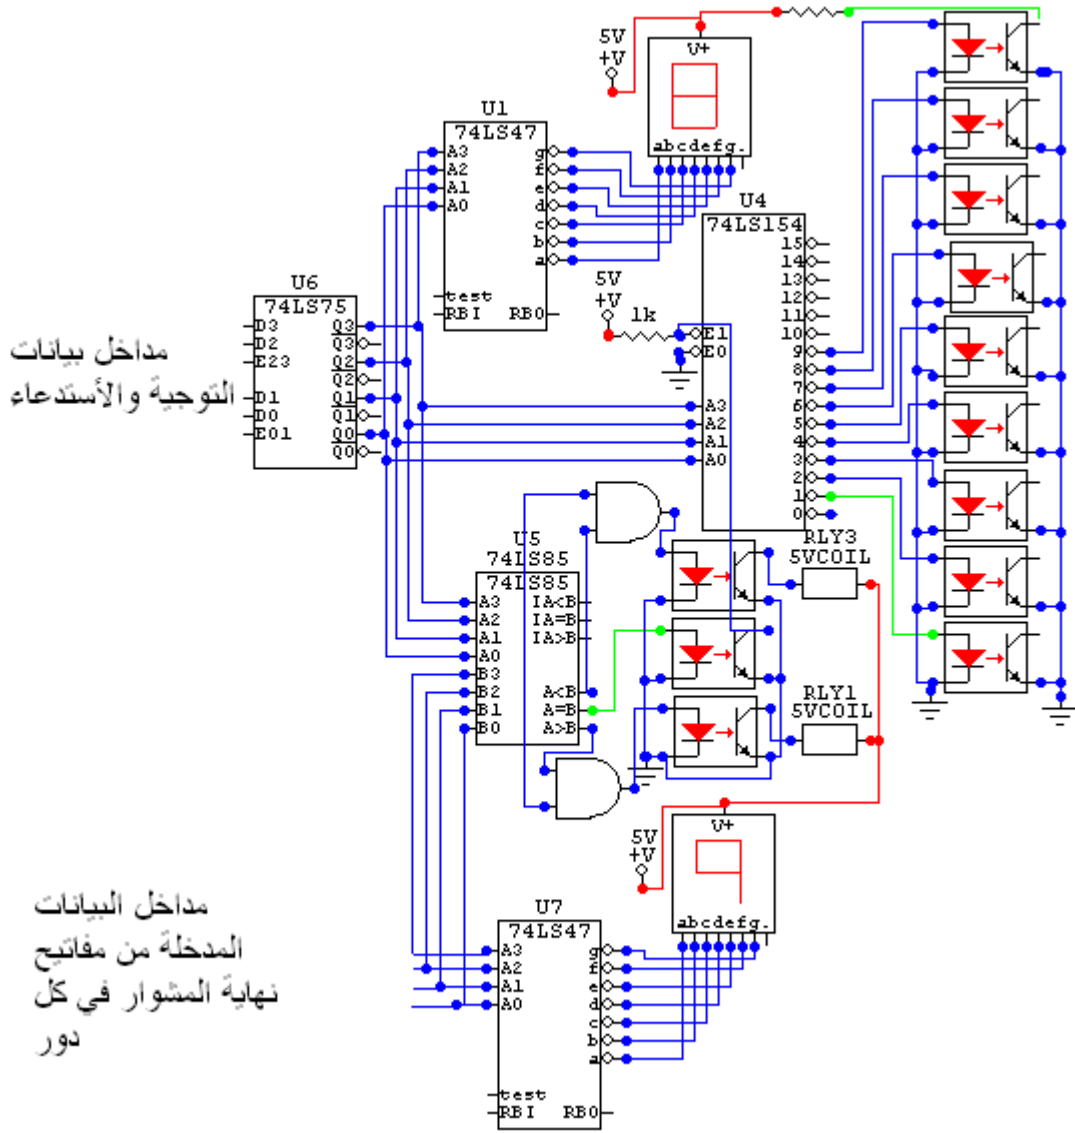 5V
+V
V+
abcdefg.
U1
74LS47
A3
A2
A1
A0
g
f
e
d
c
b
a
test
RBI
RBO
U4
74LS154
15
14
13
12
11
10
9
8
7
6
5
4
3
2
1
0
E1
E0
A3
A2
A1
A0
5V
+V
1k
U6
74LS75
D3
D2
E23
D1
D0
E01
Q3
Q3
Q2
Q2
Q1
Q1
Q0
Q0
مداخل بيانات
التوجية والأستدعاء
U5
74LS85
74LS85
A3
A2
A1
A0
B3
B2
B1
B0
IA<B
IA=B
IA>B
A<B
A=B
A>B
RLY3
5VCOIL
RLY1
5VCOIL
5V
+V
V+
abcdefg.
مداخل البيانات
المدخلة من مفاتيح
نهاية المشوار في كل
دور
U7
74LS47
A3
A2
A1
A0
g
f
e
d
c
b
a
test
RBI
RBO